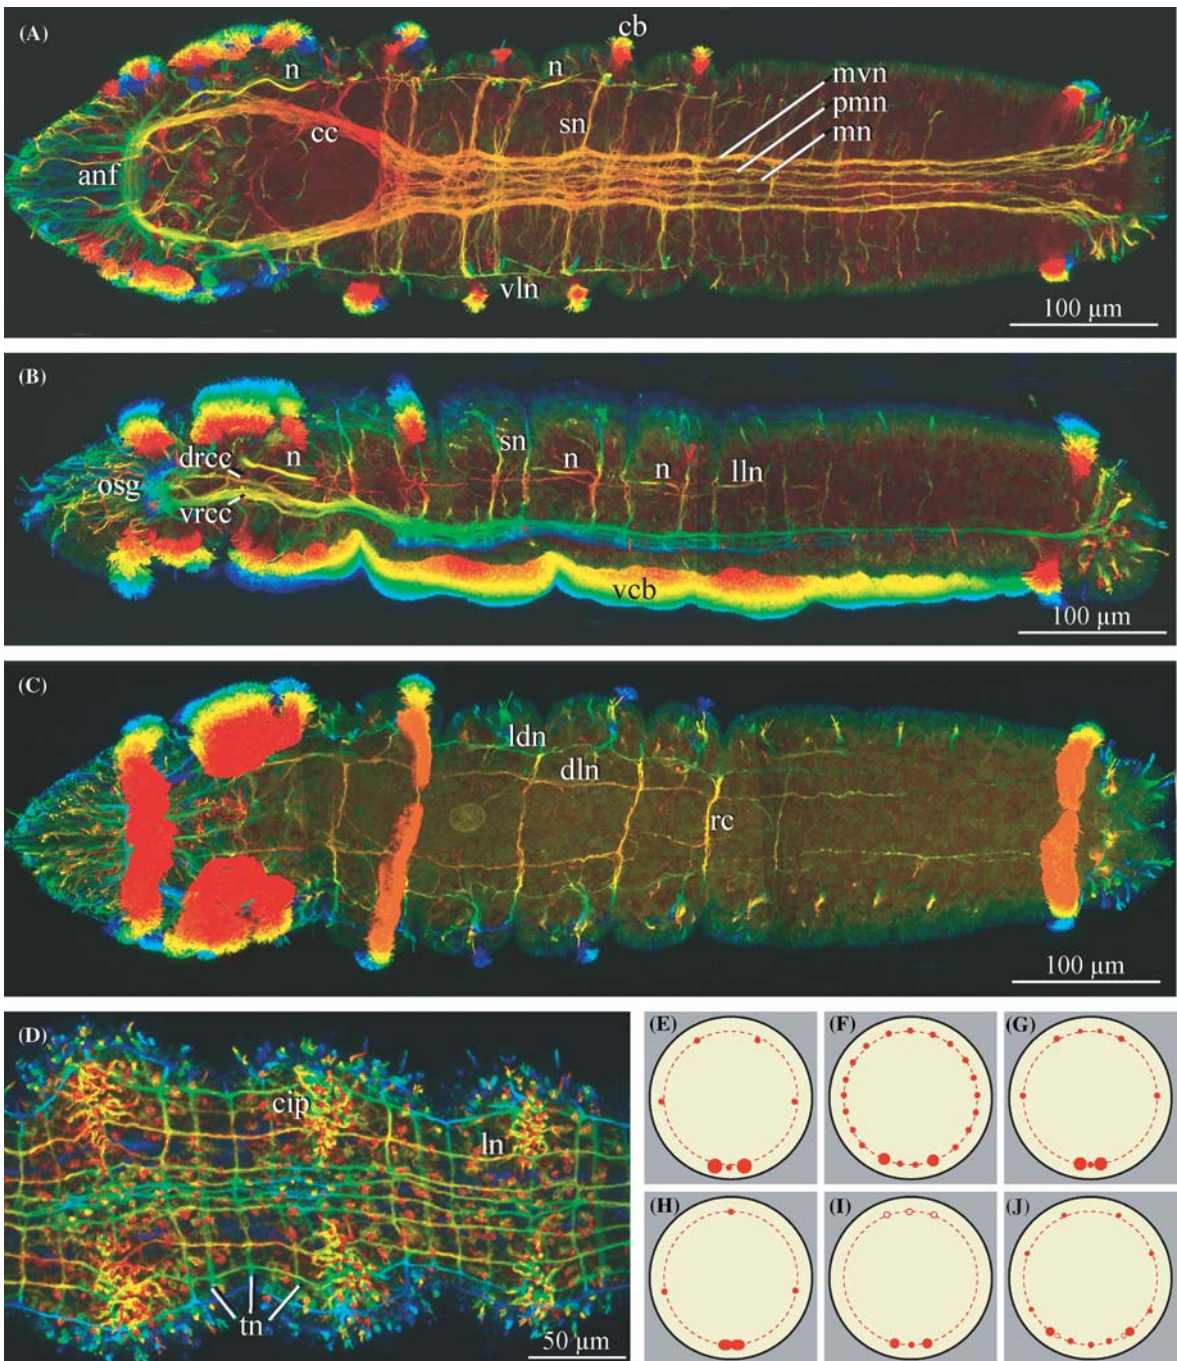 (A)
cb
n
n
mvn
pmn
mn
sn
cc
anf
vln
100 µm
(B)
sn
drcc
n
n
n
lln
osg
vrcc
vcb
100 µm
(C)
ldn
dln
rc
100 µm
(D)
cip
ln
tn
50 µm
(E)
(F)
(G)
(H)
(I)
(J)